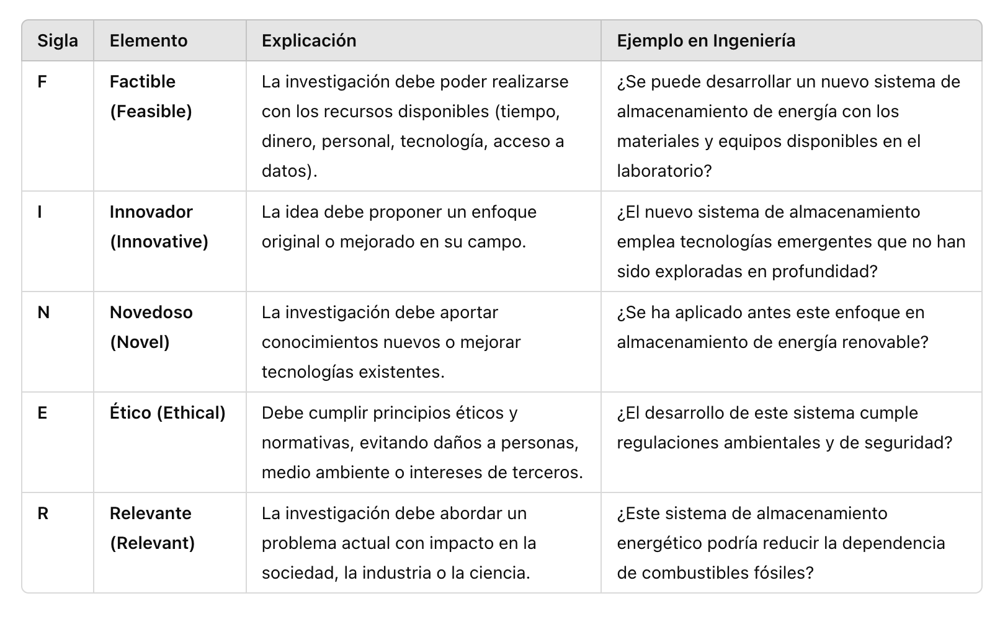 Sigla Elemento Explicación Ejemplo en Ingeniería
F Factible La investigación debe poder realizarse ¿Se puede desarrollar un nuevo sistema de
(Feasible) con los recursos disponibles (tiempo, almacenamiento de energía con los
dinero, personal, tecnología, acceso a materiales y equipos disponibles en el
datos). laboratorio?
I Innovador La idea debe proponer un enfoque ¿El nuevo sistema de almacenamiento
(Innovative) original o mejorado en su campo. emplea tecnologías emergentes que no han
sido exploradas en profundidad?
N Novedoso La investigación debe aportar ¿Se ha aplicado antes este enfoque en
(Novel) conocimientos nuevos o mejorar almacenamiento de energía renovable?
tecnologías existentes.
E Ético (Ethical) Debe cumplir principios éticos y ¿El desarrollo de este sistema cumple
normativas, evitando daños a personas, regulaciones ambientales y de seguridad?
medio ambiente o intereses de terceros.
R Relevante La investigación debe abordar un ¿Este sistema de almacenamiento
(Relevant) problema actual con impacto en la energético podría reducir la dependencia
sociedad, la industria o la ciencia. de combustibles fósiles?